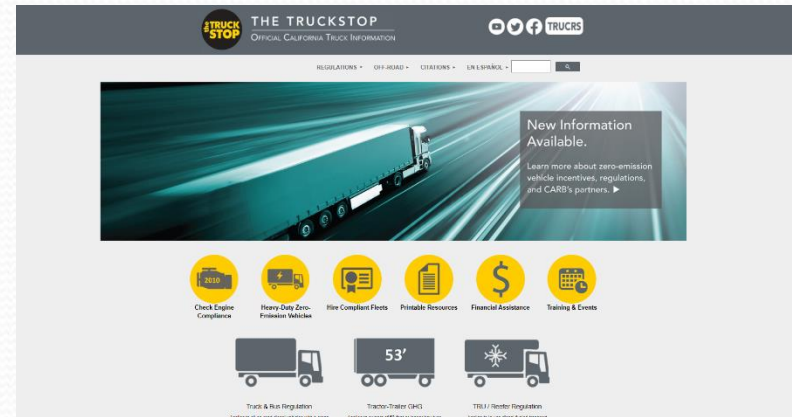 the TRUCK STOP
THE TRUCKSTOP
OFFICIAL CALIFORNIA TRUCK INFORMATION
TRUCRS
REGULATIONS
OFF-ROAD
CITATIONS
EN ESPAÑOL
New Information
Available.
Learn more about zero-emission
vehicle incentives, regulations,
and CARB's partners. ▶
2010
Check Engine
Compliance
Heavy-Duty Zero-
Emission Vehicles
Hire Compliant Fleets
Printable Resources
Financial Assistance
Training & Events
53'
Truck & Bus Regulation
Tractor-Trailer GHG
TRU / Reefer Regulation